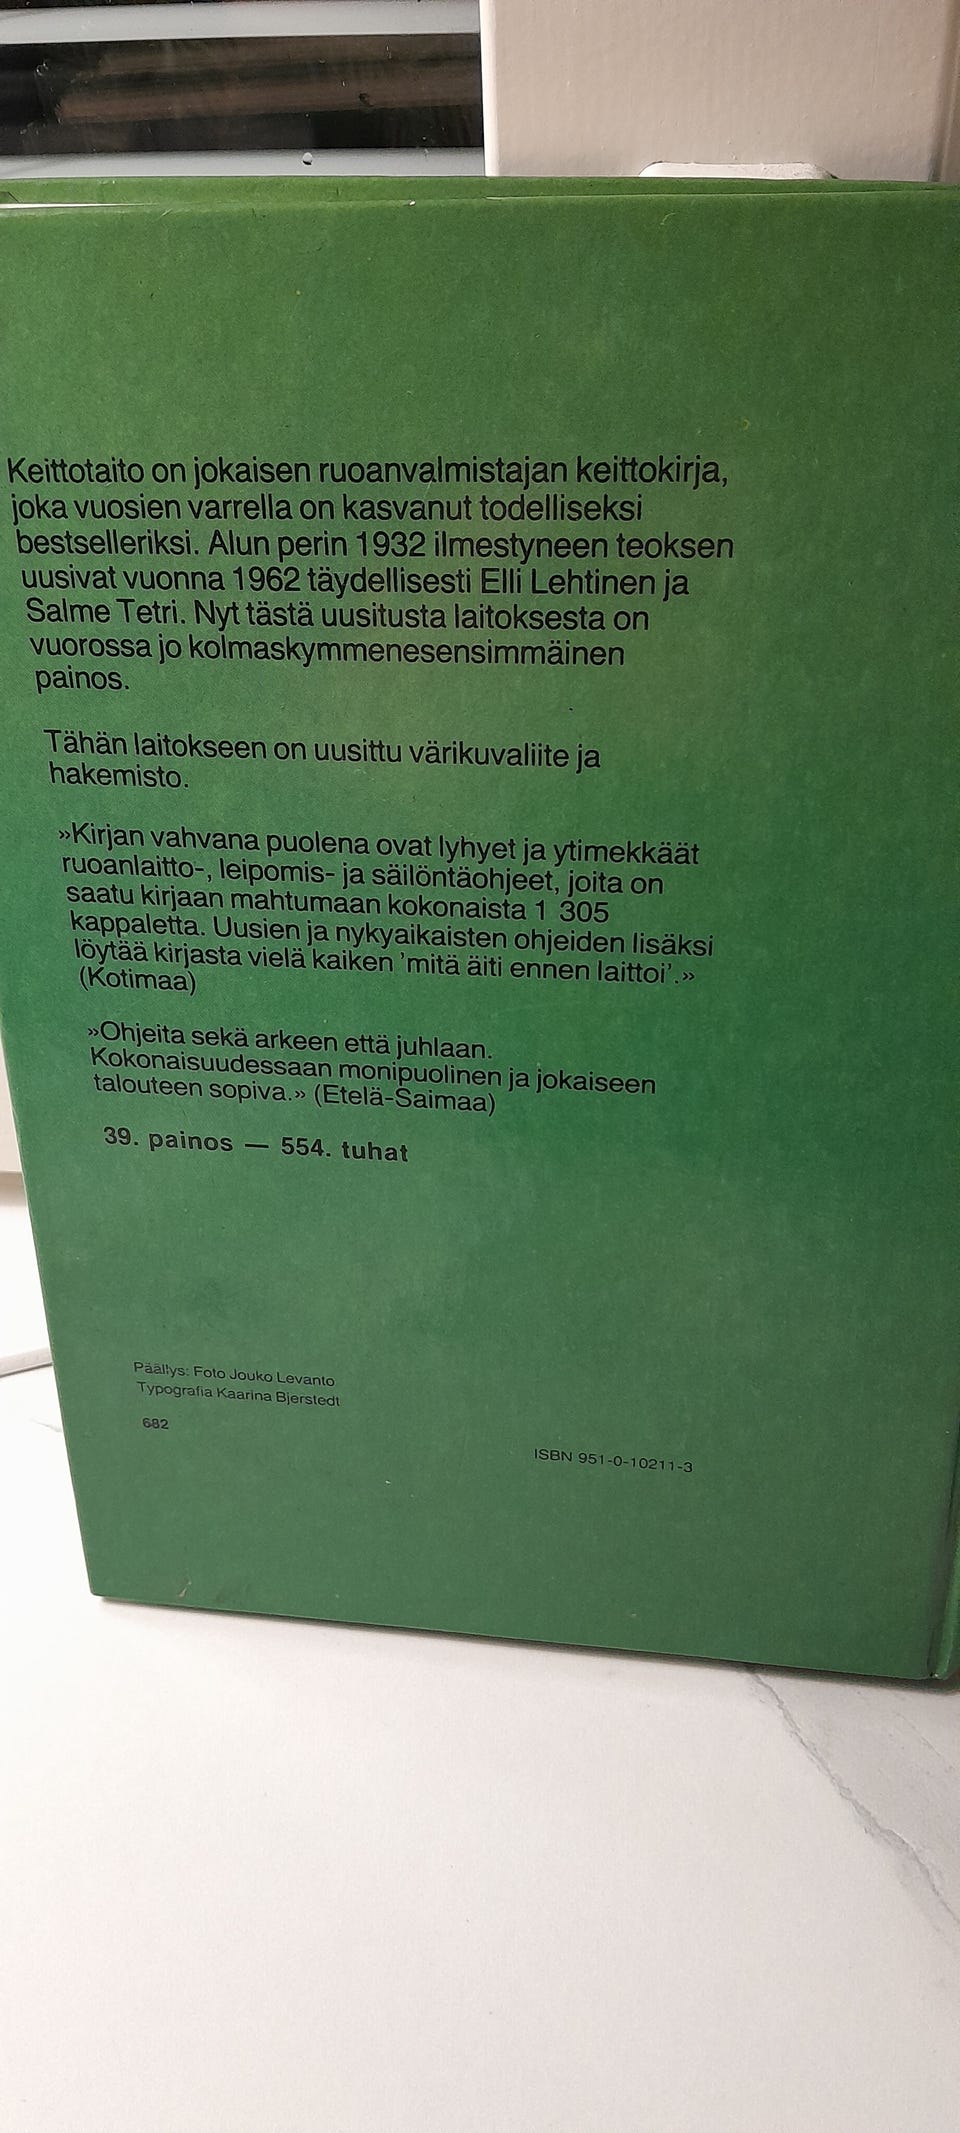 Keittotaito on jokaisen ruoanvalmistajan keittokirja,
joka vuosien varrella on kasvanut todelliseksi
bestselleriksi. Alun perin 1932 ilmestyneen teoksen
uusivat vuonna 1962 täydellisesti Elli Lehtinen ja
Salme Tetri. Nyt tästä uusitusta laitoksesta on
vuorossa jo kolmaskymmenesensimmäinen
painos.
Tähän laitokseen on uusittu värikuvaliite ja
hakemisto.
»Kirjan vahvana puolena ovat lyhyet ja ytimekkäät
ruoanlaitto-, leipomis- ja säilöntäohjeet, joita on
saatu kirjaan mahtumaan kokonaista 1 305
kappaletta. Uusien ja nykyaikaisten ohjeiden lisäksi
löytää kirjasta vielä kaiken 'mitä äiti ennen laittoi'.»
(Kotimaa)
»Ohjeita sekä arkeen että juhlaan.
Kokonaisuudessaan monipuolinen ja jokaiseen
talouteen sopiva.» (Etelä-Saimaa)
39. painos — 554. tuhat
Päällys: Foto Jouko Levanto
Typografia Kaarina Bjerstedt
682
ISBN 951-0-10211-3